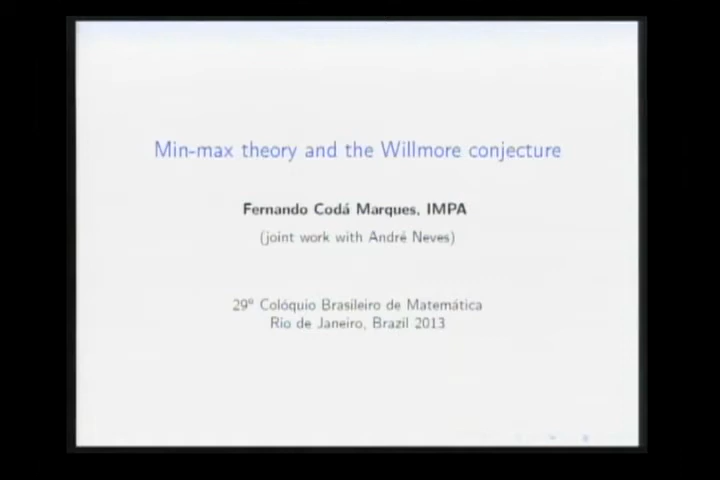 Min-max theory and the Willmore conjecture
Fernando Codá Marques, IMPA
(joint work with André Neves)
29º Colóquio Brasileiro de Matemática
Rio de Janeiro, Brazil 2013